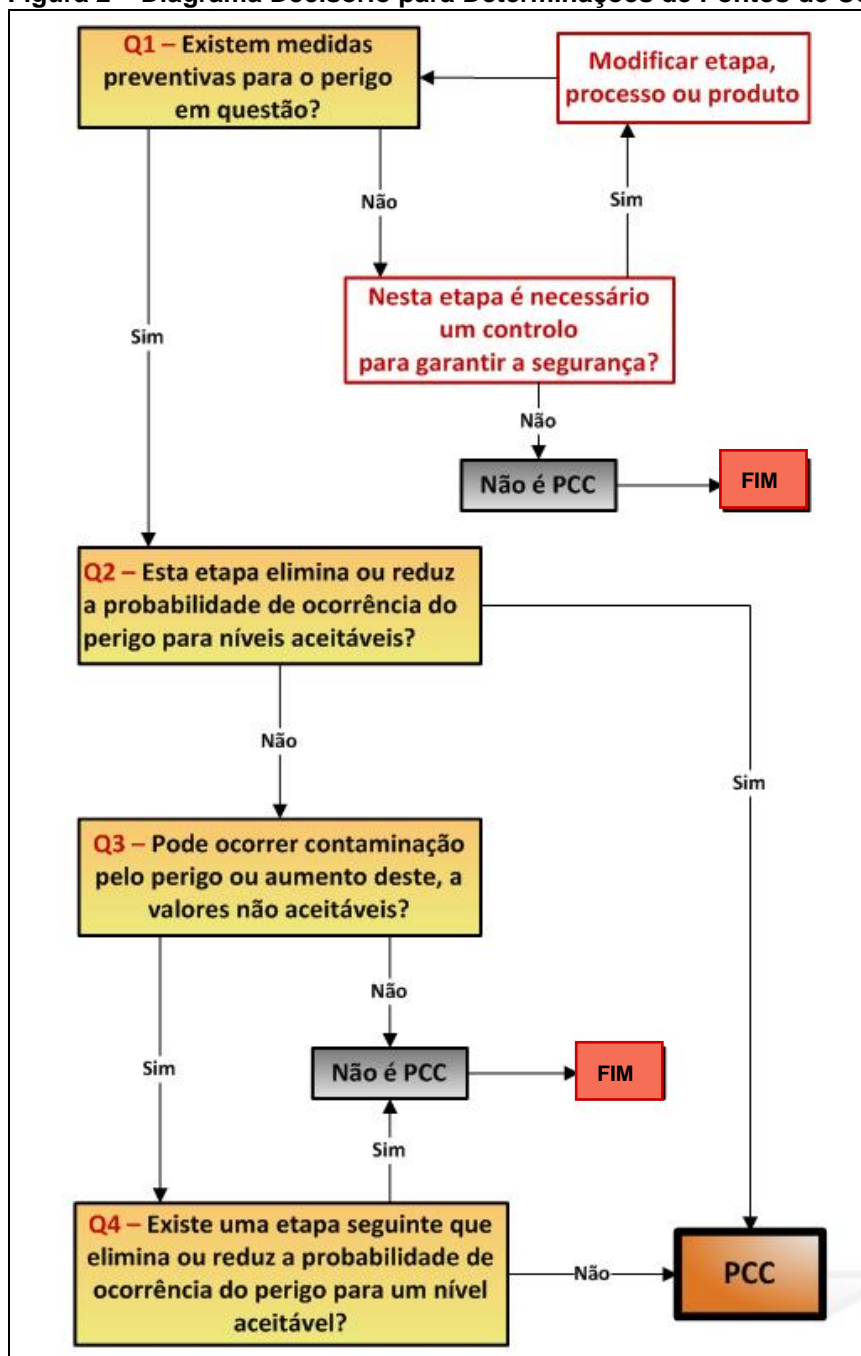 Q1 – Existem medidas
preventivas para o perigo
em questão?
Modificar etapa,
processo ou produto
Não
Sim
Nesta etapa é necessário
um controlo
para garantir a segurança?
Sim
Não
Não é PCC
FIM
Q2 – Esta etapa elimina ou reduz
a probabilidade de ocorrência do
perigo para níveis aceitáveis?
Não
Sim
Q3 – Pode ocorrer contaminação
pelo perigo ou aumento deste, a
valores não aceitáveis?
Não
Sim
Não é PCC
FIM
Sim
Q4 – Existe uma etapa seguinte que
elimina ou reduz a probabilidade de
ocorrência do perigo para um nível
aceitável?
Não
PCC